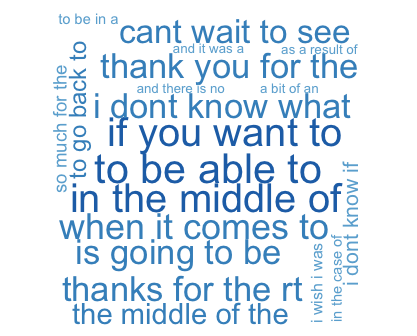 to be in a
cant wait to see
and it was a
as a result of
thank you for the
and there is no
a bit of an
i dont know what
if you want to
to be able to
in the middle of
when it comes to
is going to be
thanks for the rt
the middle of the
so much for the
to go back to
i wish i was
in the case of
i dont know if